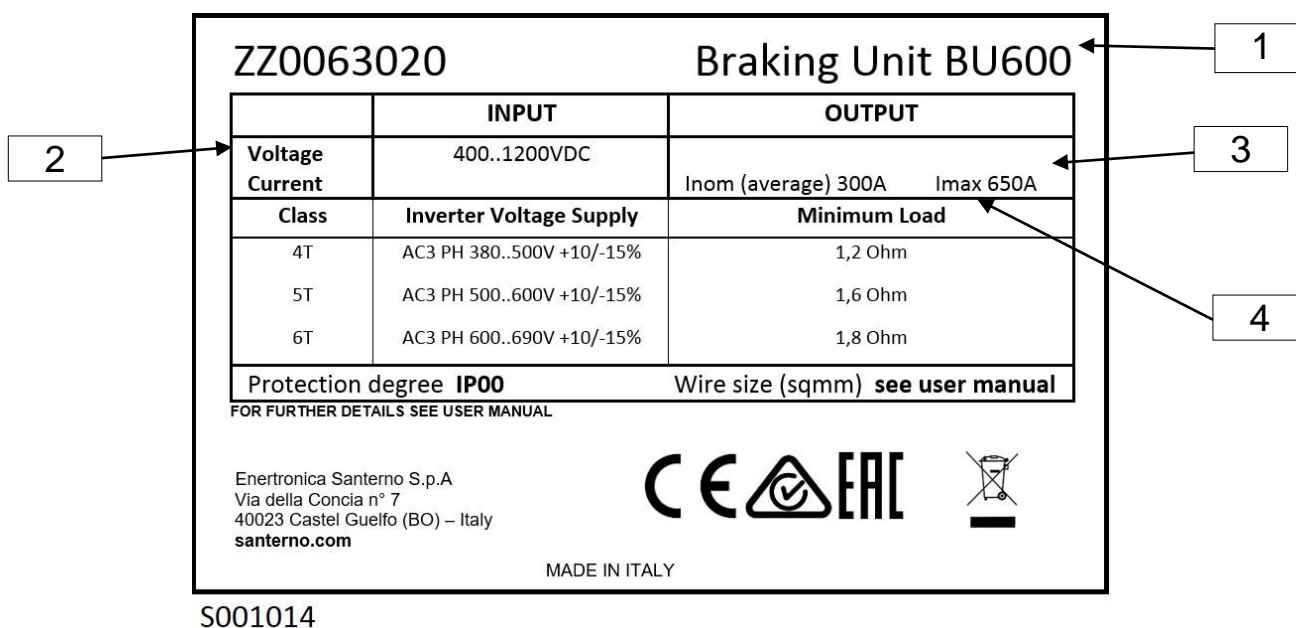 ZZ0063020 Braking Unit BU600 1
INPUT OUTPUT
2 Voltage 400..1200VDC 3
Current Inom (average) 300A Imax 650A
Class Inverter Voltage Supply Minimum Load
4T AC3 PH 380..500V +10/-15% 1,2 Ohm
5T AC3 PH 500..600V +10/-15% 1,6 Ohm 4
6T AC3 PH 600..690V +10/-15% 1,8 Ohm
Protection degree IP00 Wire size (sqmm) see user manual
FOR FURTHER DETAILS SEE USER MANUAL
Enertronica Santerno S.p.A
Via della Concia n° 7
40023 Castel Guelfo (BO) – Italy
santerno.com
CE EAC
MADE IN ITALY
S001014